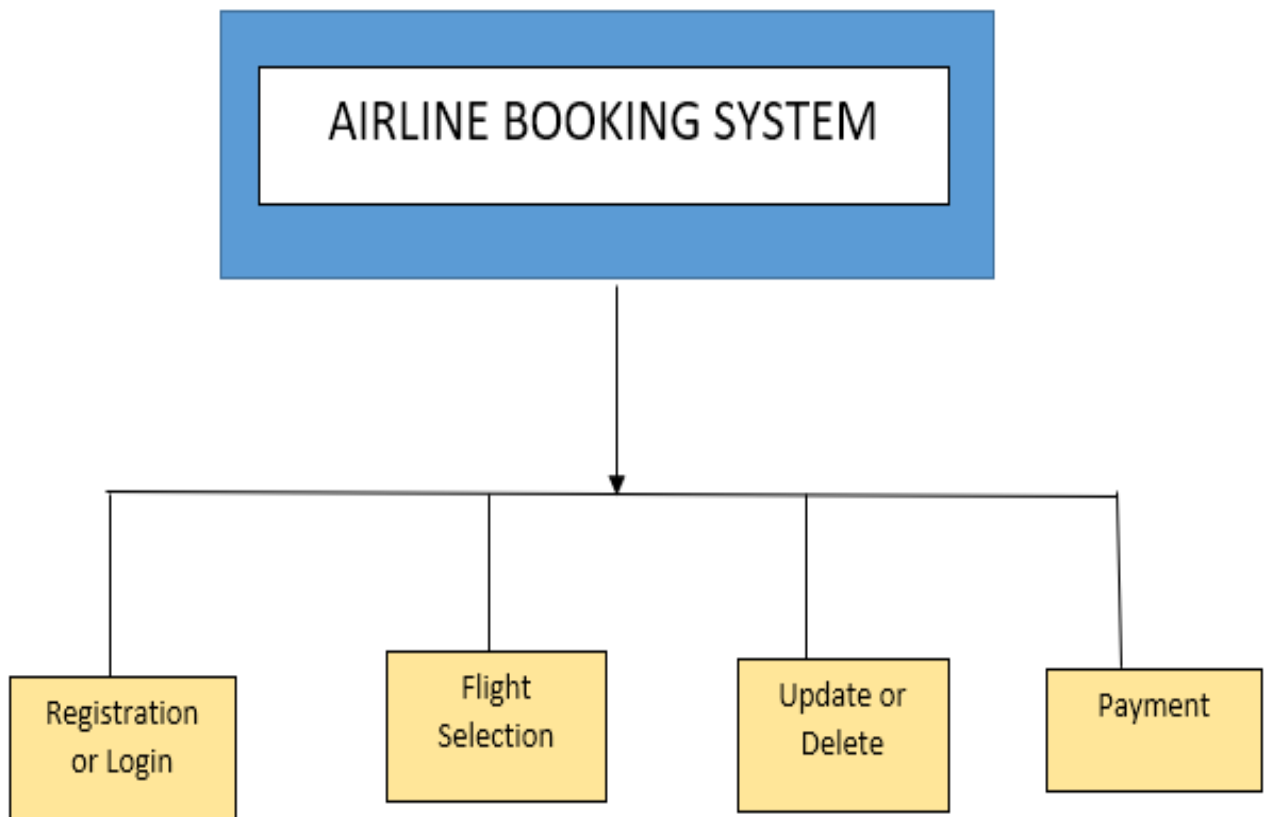 AIRLINE BOOKING SYSTEM
Registration
or Login
Flight
Selection
Update or
Delete
Payment